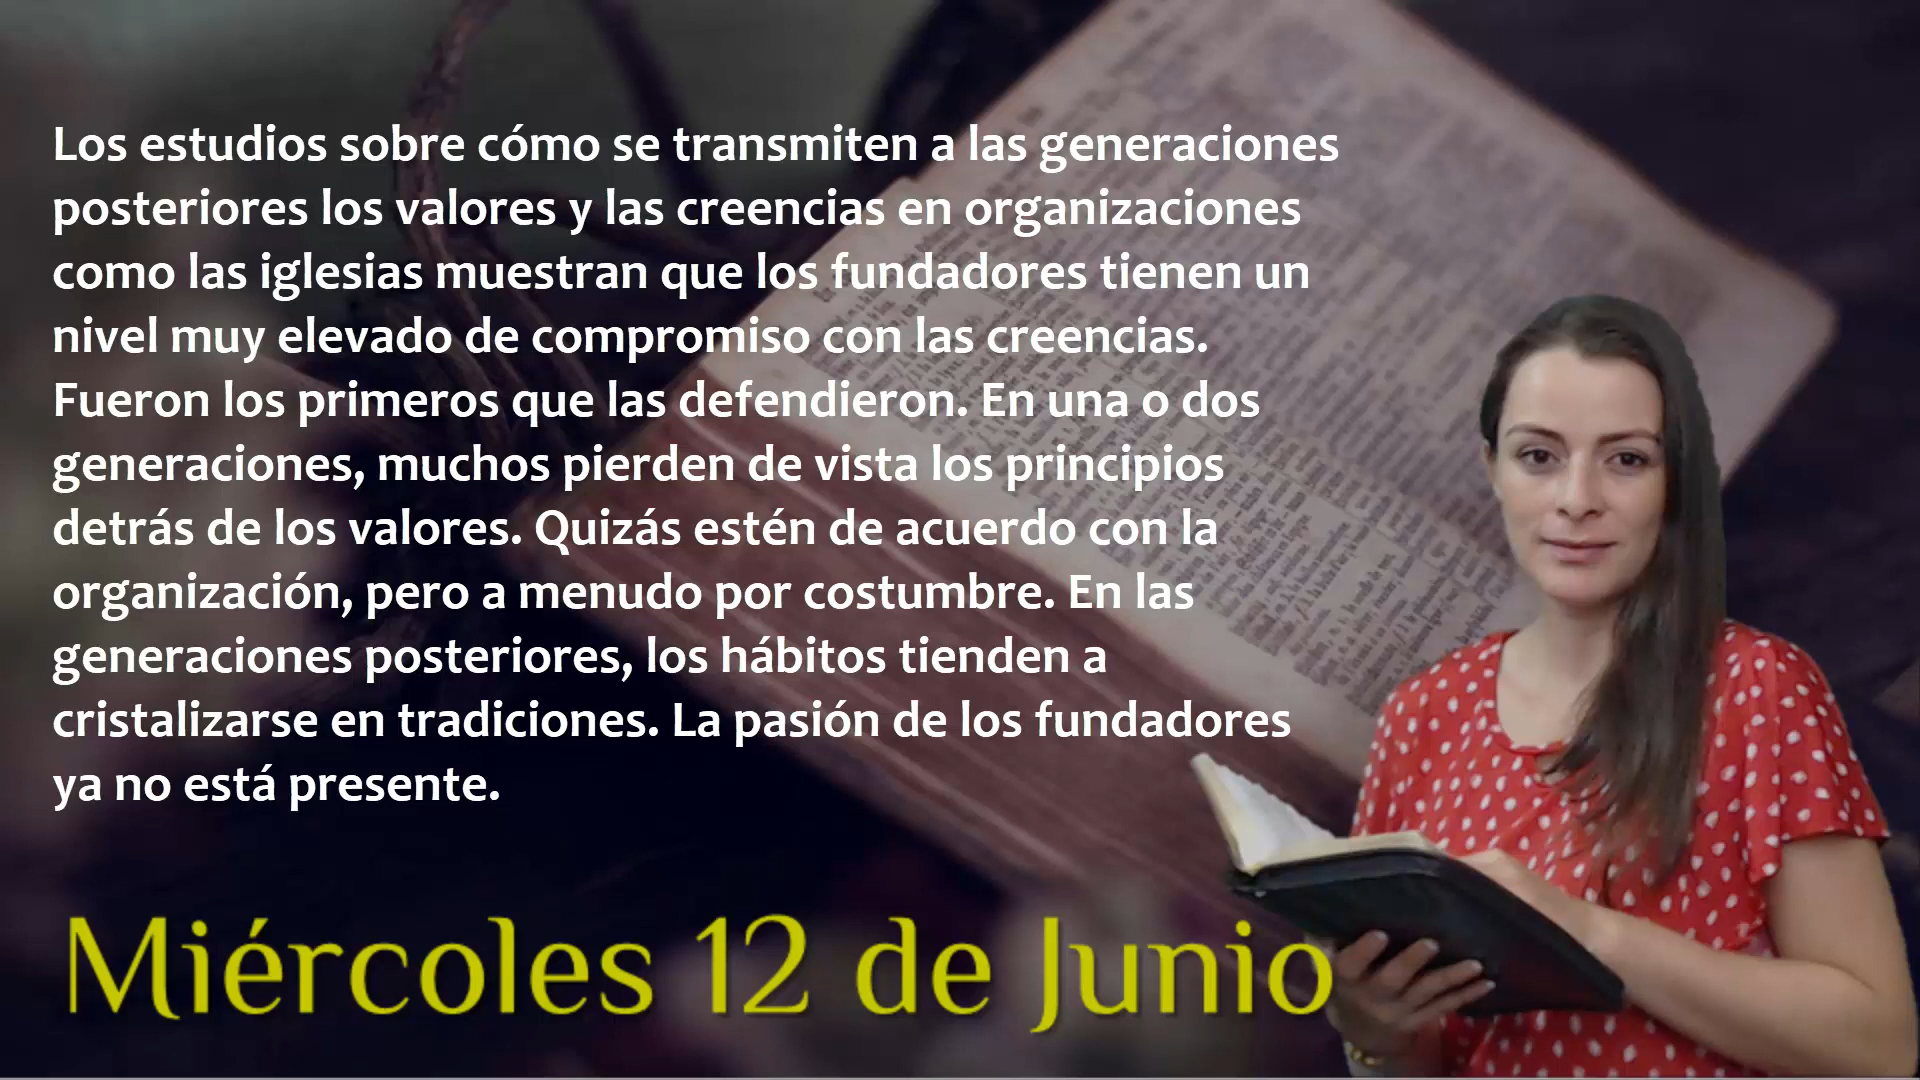 Los estudios sobre cómo se transmiten a las generaciones
posteriores los valores y las creencias en organizaciones
como las iglesias muestran que los fundadores tienen un
nivel muy elevado de compromiso con las creencias.
Fueron los primeros que las defendieron. En una o dos
generaciones, muchos pierden de vista los principios
detrás de los valores. Quizás estén de acuerdo con la
organización, pero a menudo por costumbre. En las
generaciones posteriores, los hábitos tienden a
cristalizarse en tradiciones. La pasión de los fundadores
ya no está presente.
Miércoles 12 de Junio